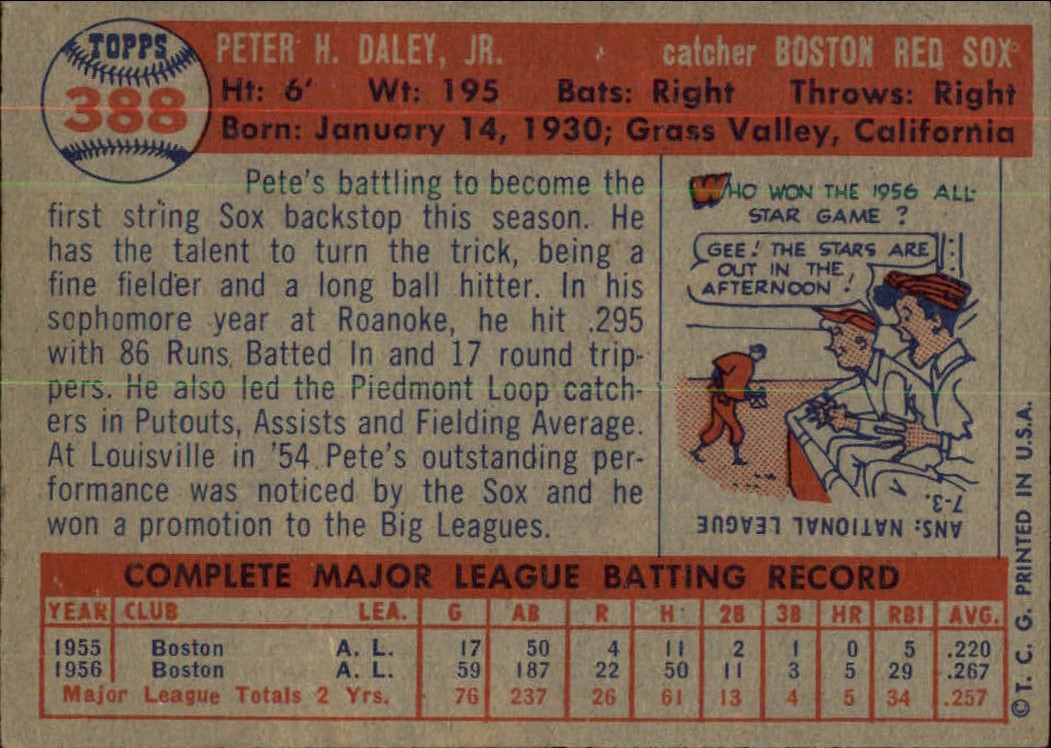 TOPPS
388
PETER H. DALEY, JR. catcher BOSTON RED SOX
Ht: 6' Wt: 195 Bats: Right Throws: Right
Born: January 14, 1930; Grass Valley, California
Pete's battling to become the
first string Sox backstop this season. He
has the talent to turn the trick, being a
fine fielder and a long ball hitter. In his
sophomore year at Roanoke, he hit .295
with 86 Runs Batted In and 17 round trip-
pers. He also led the Piedmont Loop catch-
ers in Putouts, Assists and Fielding Average.
At Louisville in '54 Pete's outstanding per-
formance was noticed by the Sox and he
won a promotion to the Big Leagues.
WHO WON THE 1956 ALL-
STAR GAME ?
GEE! THE STARS ARE
OUT IN THE
AFTERNOON!
ANS: NATIONAL LEAGUE
7-3.
COMPLETE MAJOR LEAGUE BATTING RECORD
YEAR CLUB LEA. G AB R H 2B 3B HR RBI AVG.
1955 Boston A. L. 17 50 4 11 2 1 0 5 .220
1956 Boston A. L. 59 187 22 50 11 3 5 29 .267
Major League Totals 2 Yrs. 76 237 26 61 13 4 5 34 .257
©T. C. G. PRINTED IN U.S.A.